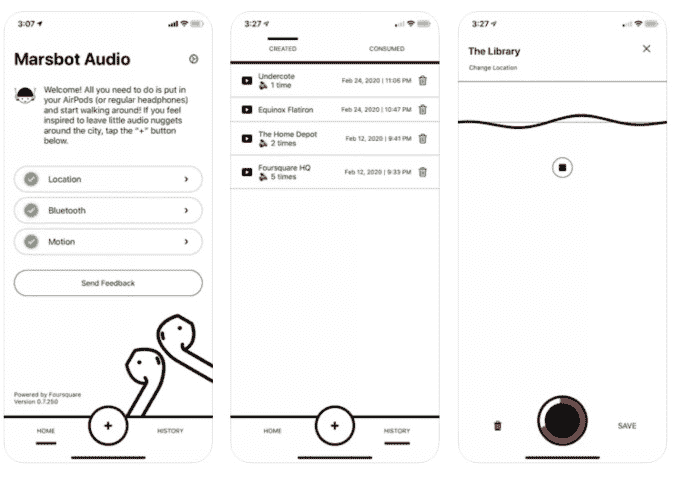 3:07
Marsbot Audio
Welcome! All you need to do is put in
your AirPods (or regular headphones)
and start walking around! If you feel
inspired to leave little audio nuggets
around the city, tap the "+" button
below.
Location
Bluetooth
Motion
Send Feedback
Powered by Foursquare
Version 0.7.250
HOME
+
HISTORY
3:27
CREATED
CONSUMED
Undercote
1 time
Feb 24, 2020 | 11:06 PM
Equinox Flatiron
Feb 24, 2020 | 10:47 PM
The Home Depot
2 times
Feb 12, 2020 | 9:41 PM
Foursquare HQ
5 times
Feb 12, 2020 | 9:33 PM
HOME
+
HISTORY
3:27
The Library
Change Location
SAVE